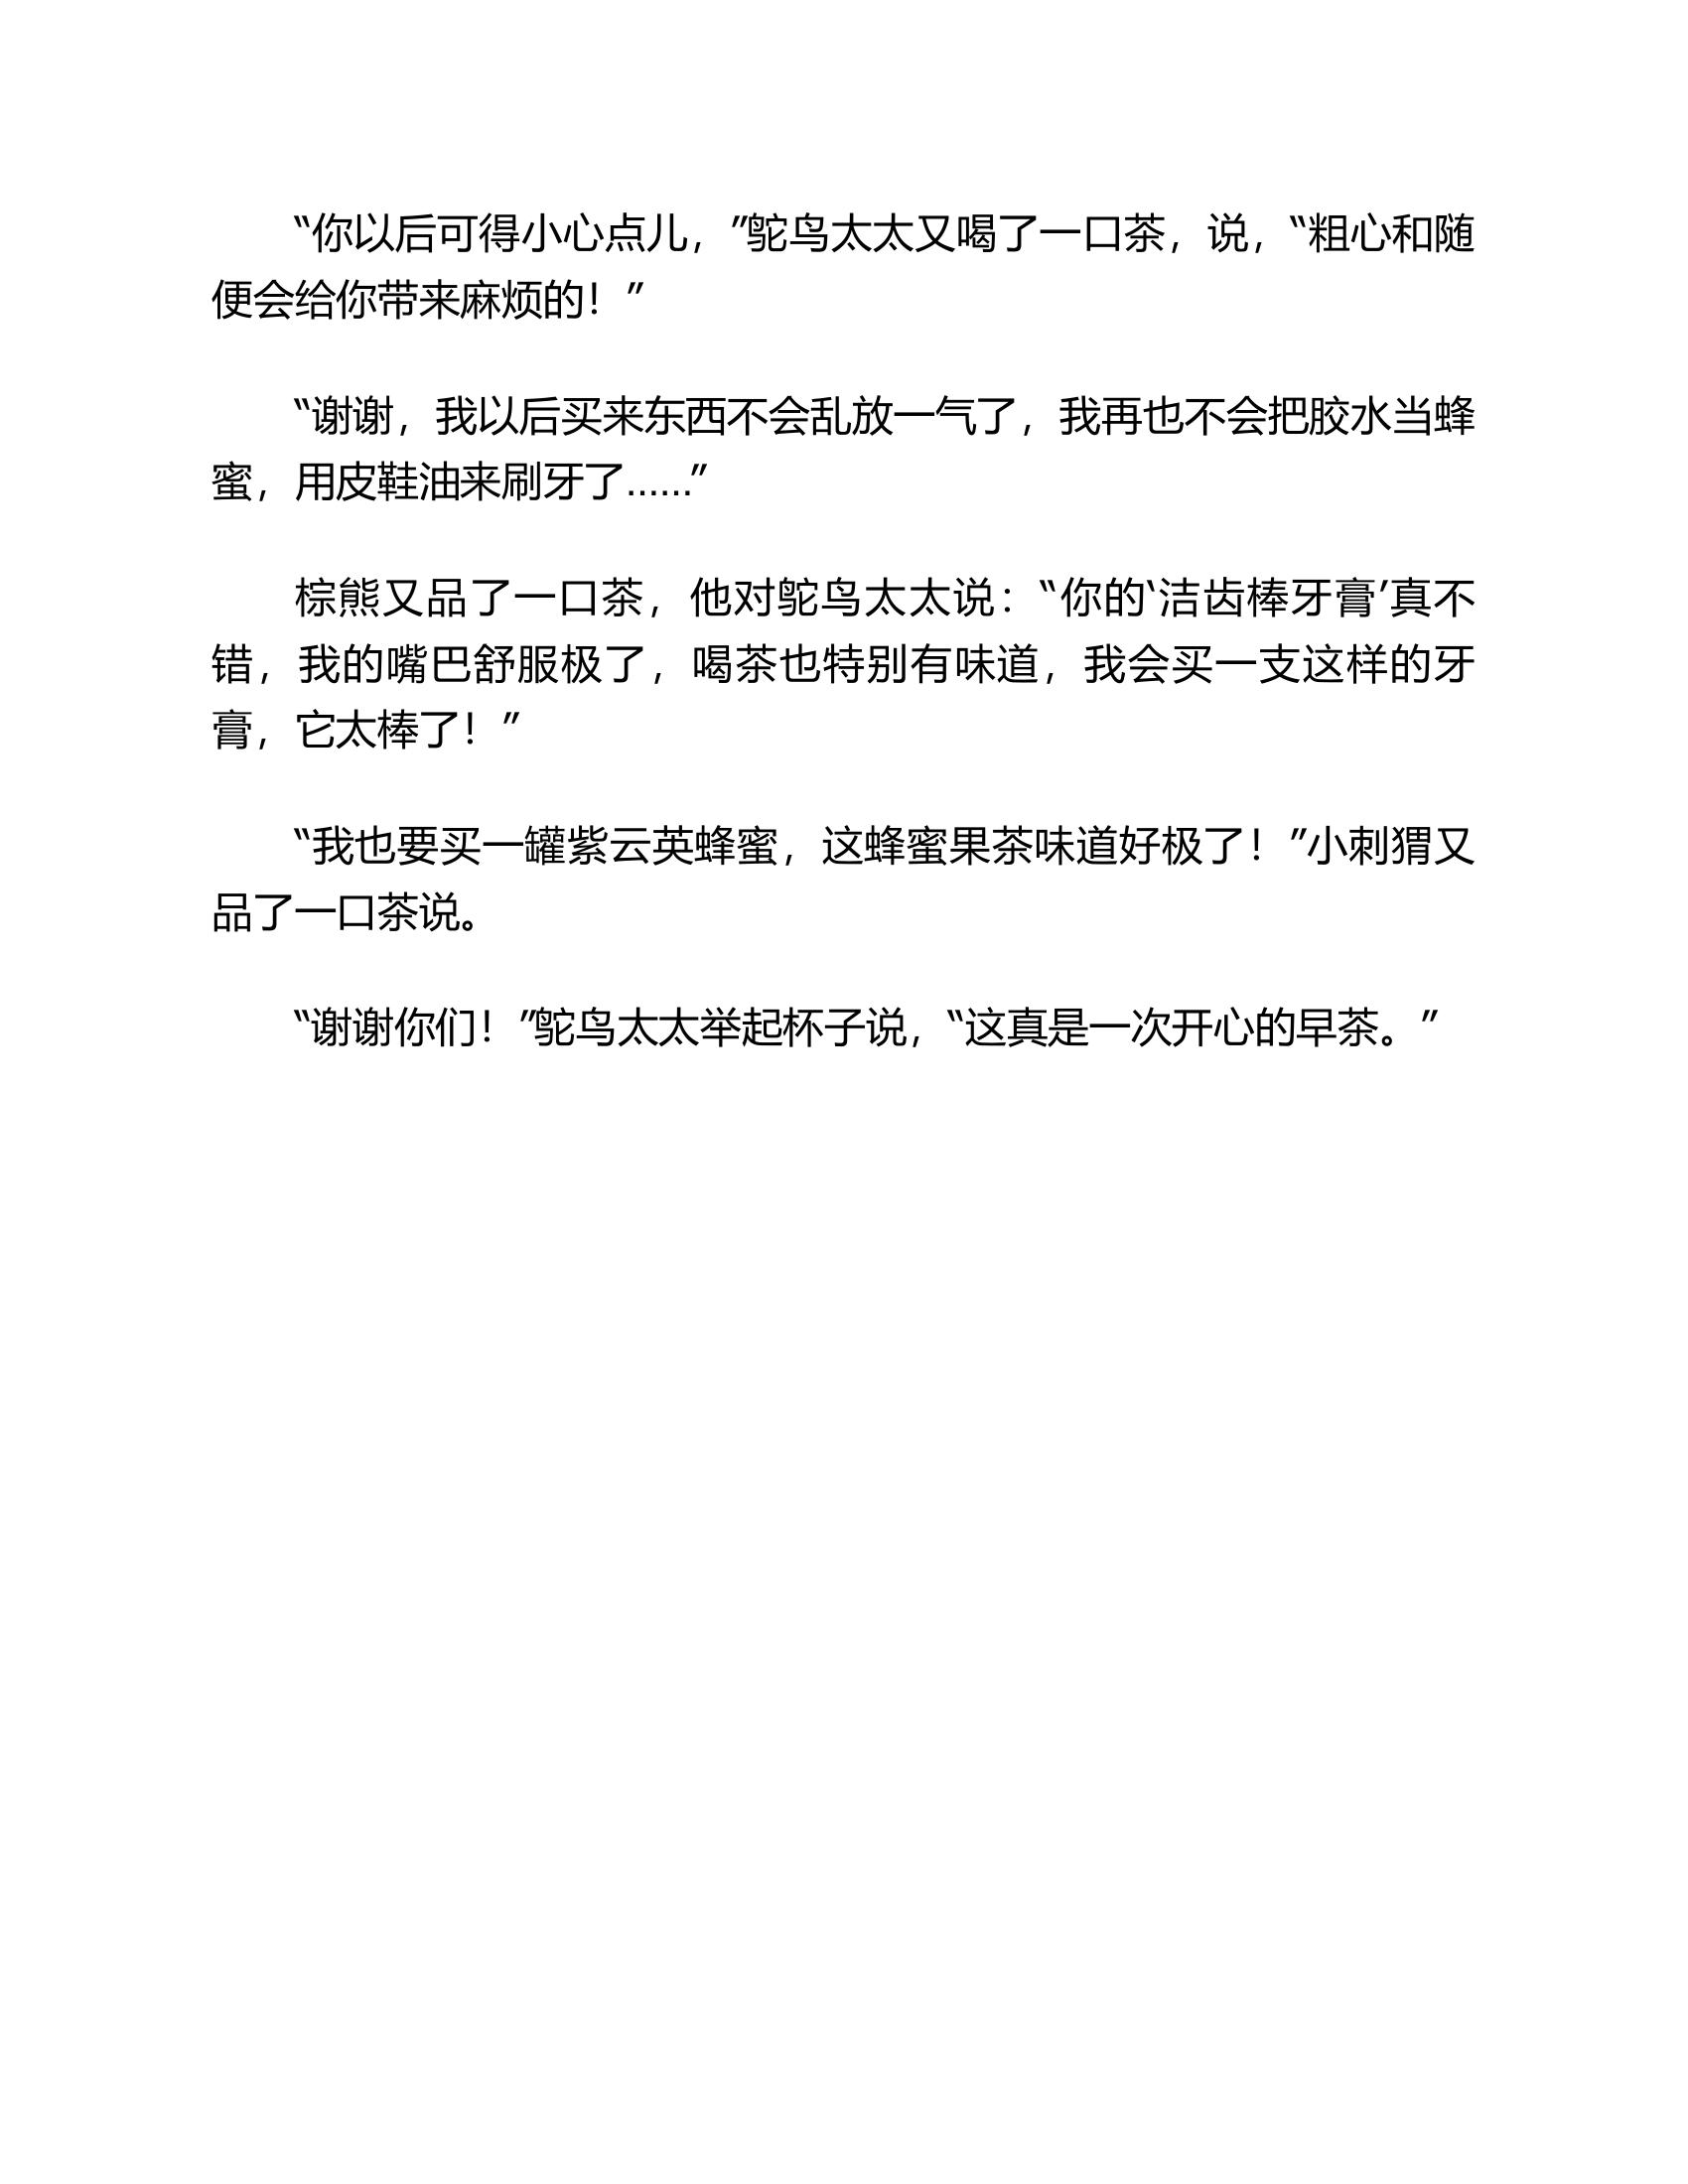 “你以后可得小心点儿，”鸵鸟太太又喝了一口茶，说，“粗心和随
便会给你带来麻烦的！”
“谢谢，我以后买来东西不会乱放一气了，我再也不会把胶水当蜂
蜜，用皮鞋油来刷牙了……”
棕熊又品了一口茶，他对鸵鸟太太说：“你的‘洁齿棒牙膏’真不
错，我的嘴巴舒服极了，喝茶也特别有味道，我会买一支这样的牙
膏，它太棒了！”
“我也要买一罐紫云英蜂蜜，这蜂蜜果茶味道好极了！”小刺猬又
品了一口茶说。
“谢谢你们！”鸵鸟太太举起杯子说，“这真是一次开心的早茶。”